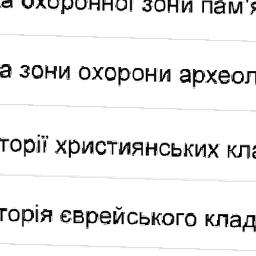 а охоронної зони пам'я
а зони охорони археол
торії християнських кла
торія єврейського клад